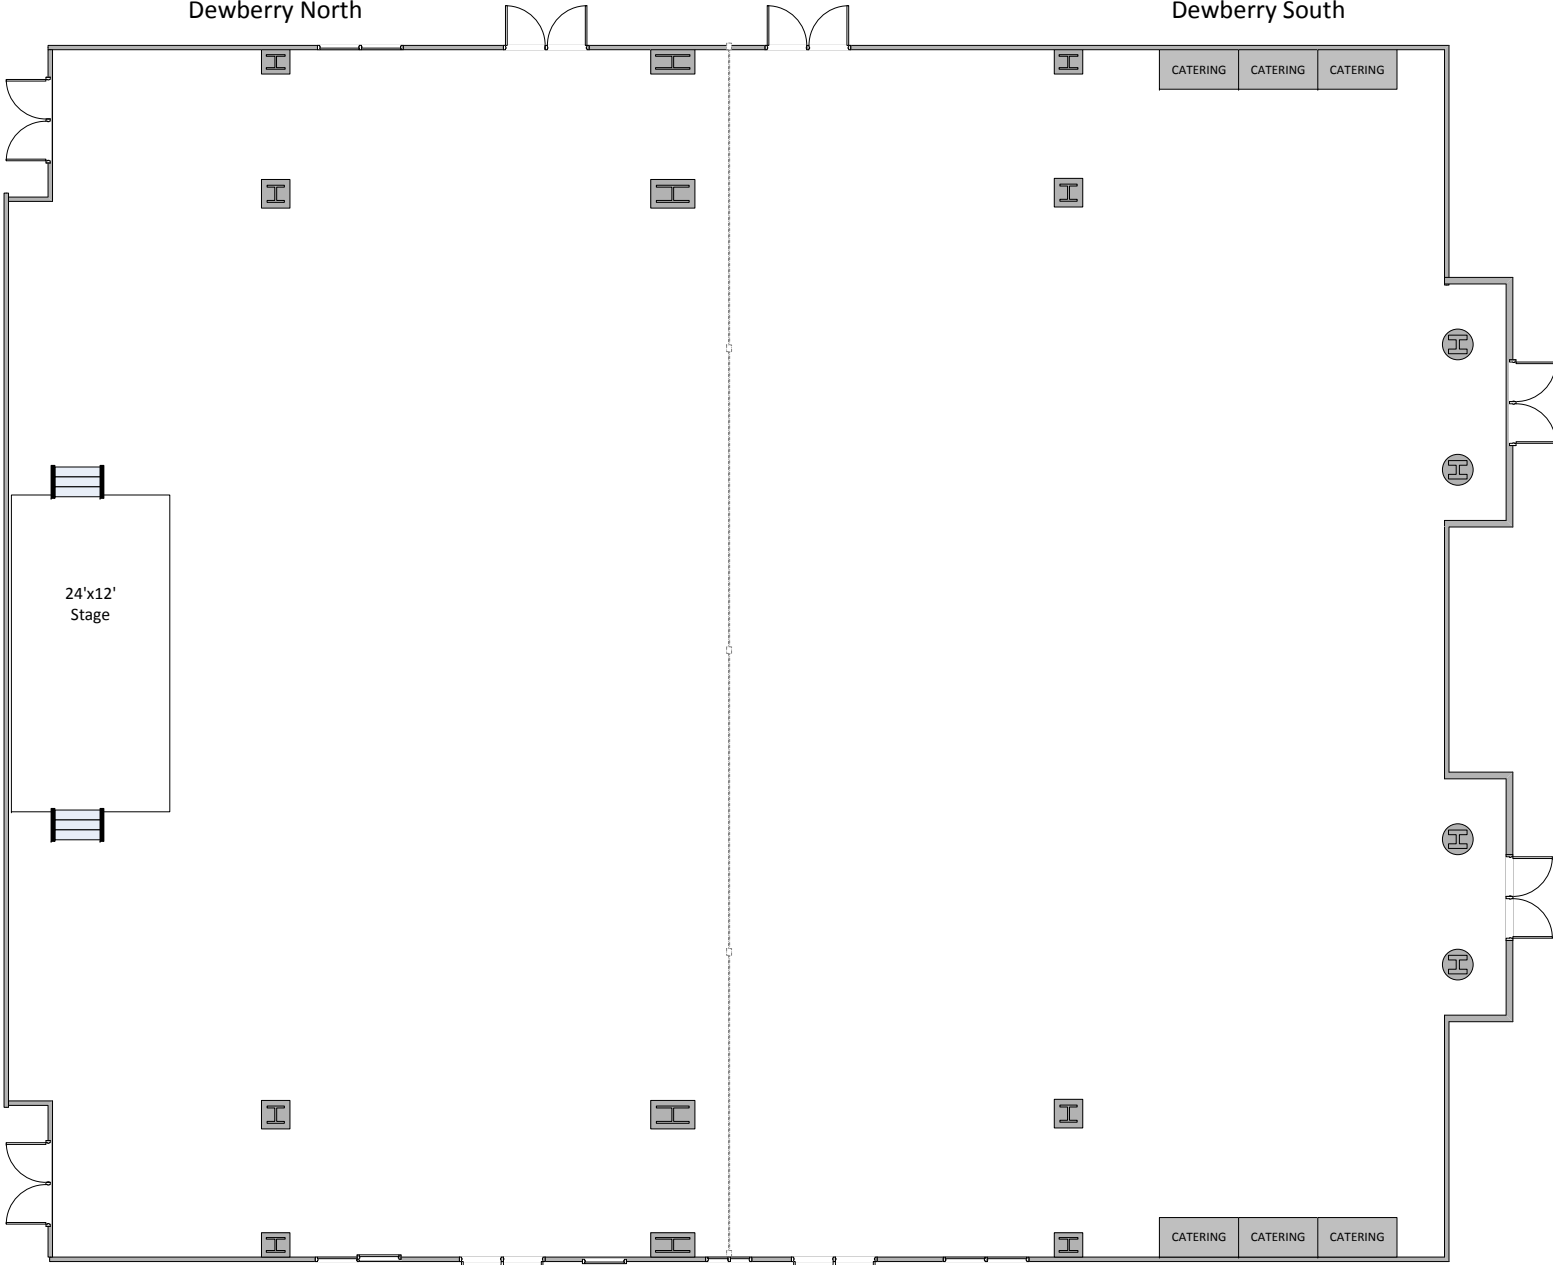 Dewberry North
Dewberry South
CATERING CATERING CATERING
24'x12'
Stage
CATERING CATERING CATERING